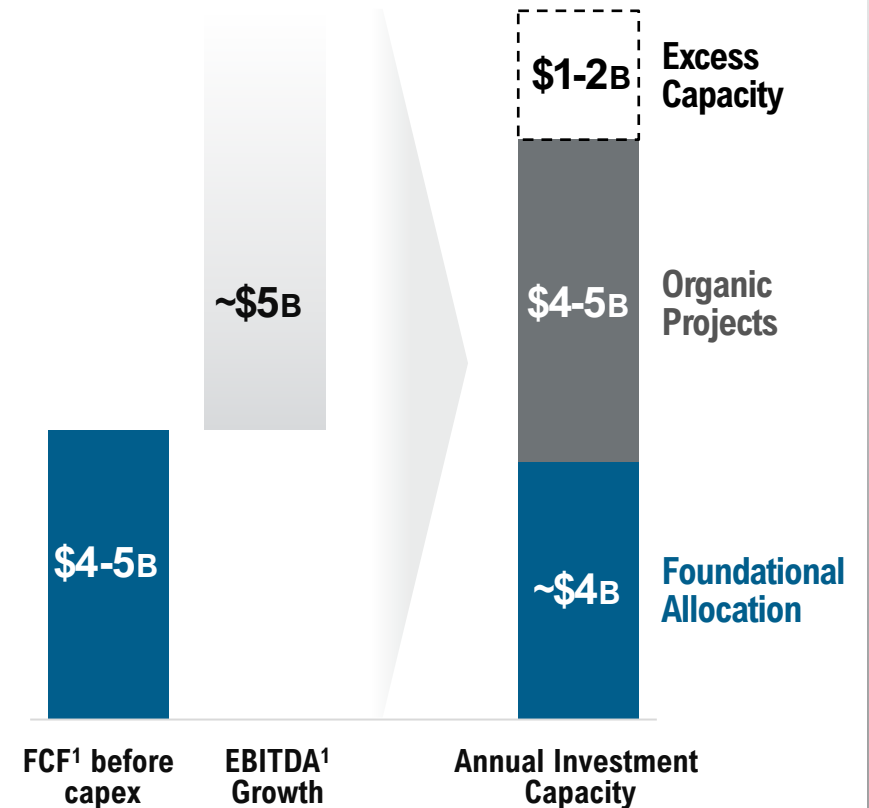 $1-2B
Excess
Capacity
~$5B
$4-5B
Organic
Projects
$4-5B
~$4B
Foundational
Allocation
FCF¹ before
capex
EBITDA¹
Growth
Annual Investment
Capacity